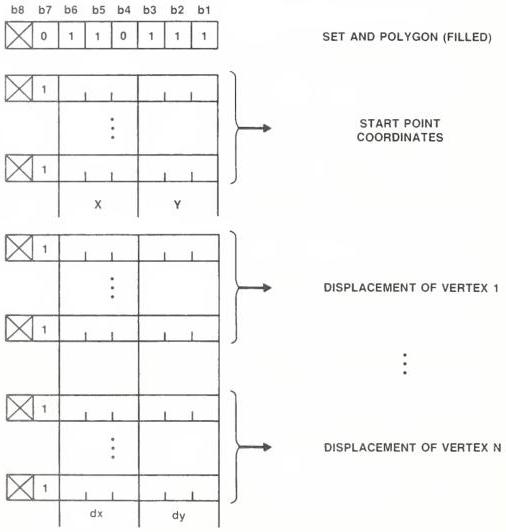 b8 b7 b6 b5 b4 b3 b2 b1
0 1 1 0 1 1 1 SET AND POLYGON (FILLED)
1
START POINT
COORDINATES
1
X Y
1
DISPLACEMENT OF VERTEX 1
1
1
DISPLACEMENT OF VERTEX N
1
dx dy